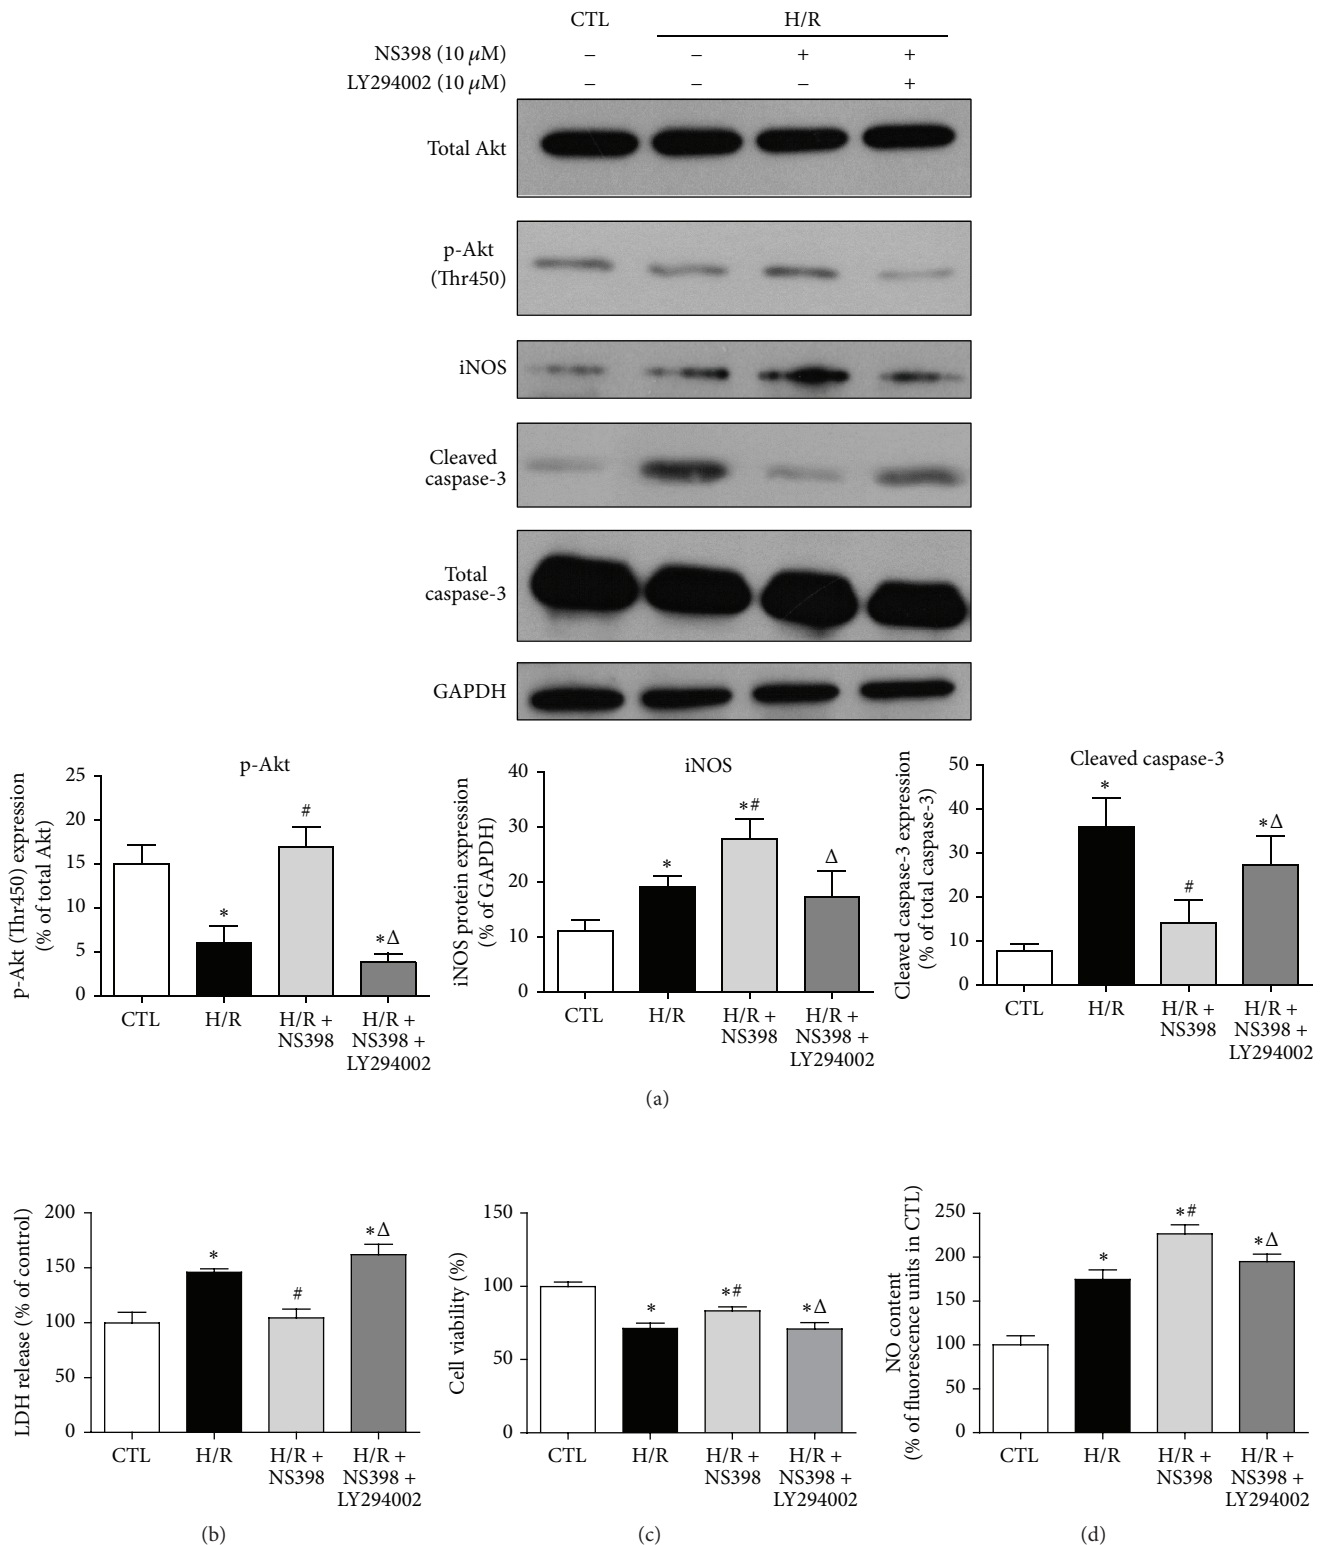 CTL H/R
NS398 (10 μM) – – + +
LY294002 (10 μM) – – – +
Total Akt
p-Akt
(Thr450)
iNOS
Cleaved
caspase-3
Total
caspase-3
GAPDH
p-Akt
p-Akt (Thr450) expression
(% of total Akt)
25
20
15
10
5
0
#
*
*Δ
CTL H/R H/R + H/R +
NS398 NS398 +
LY294002
iNOS
iNOS protein expression
(% of GAPDH)
40
30
20
10
0
*
*#
Δ
CTL H/R H/R + H/R +
NS398 NS398 +
LY294002
Cleaved caspase-3
Cleaved caspase-3 expression
(% of total caspase-3)
50
40
30
20
10
0
*
#
*Δ
CTL H/R H/R + H/R +
NS398 NS398 +
LY294002
(a)
LDH release (% of control)
200
150
100
50
0
*
#
*Δ
CTL H/R H/R + H/R +
NS398 NS398 +
LY294002
(b)
Cell viability (%)
150
100
50
0
*
*#
*Δ
CTL H/R H/R + H/R +
NS398 NS398 +
LY294002
(c)
NO content
(% of fluorescence units in CTL)
250
200
150
100
50
0
*
*#
*Δ
CTL H/R H/R + H/R +
NS398 NS398 +
LY294002
(d)